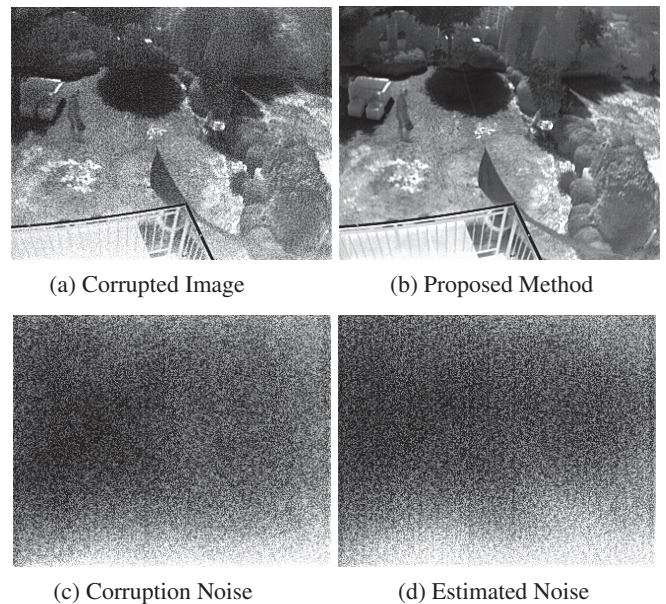 (a) Corrupted Image
(b) Proposed Method
(c) Corruption Noise
(d) Estimated Noise